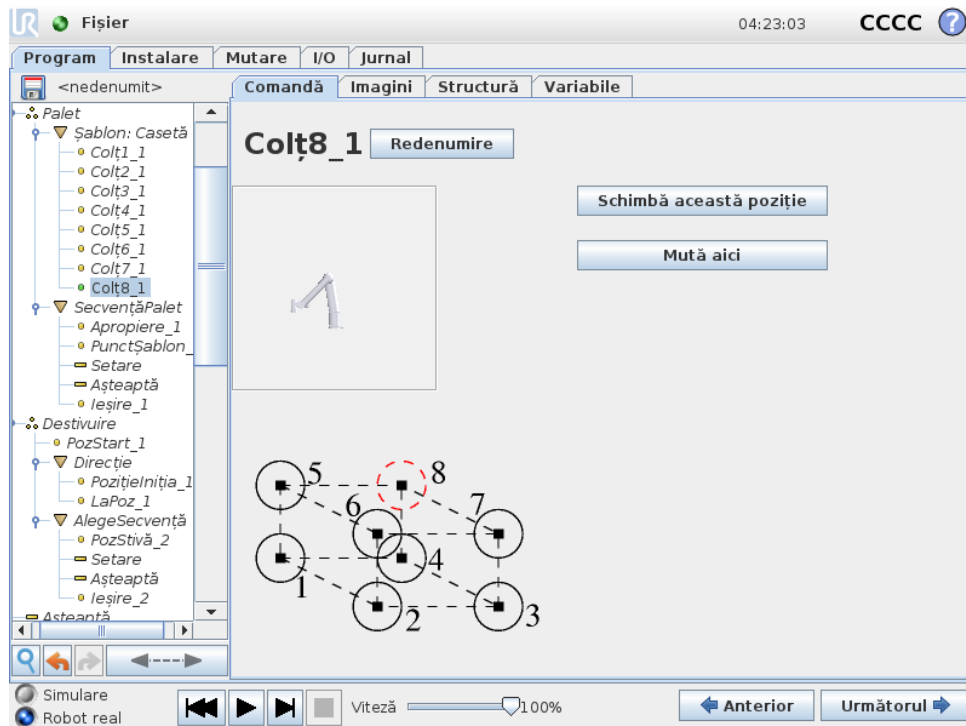 UR Fișier 04:23:03 CCCC ?
Program Instalare Mutare I/O Jurnal
<nedenumit>
Comandă Imagini Structură Variabile
Palet
Șablon: Casetă
Colț1_1
Colț2_1
Colț3_1
Colț4_1
Colț5_1
Colț6_1
Colț7_1
Colț8_1
SecvențăPalet
Apropiere_1
PunctȘablon_
Setare
Așteaptă
Ieșire_1
Destivuire
PozStart_1
Direcție
PozițieIniția_1
LaPoz_1
AlegeSecvență
PozStivă_2
Setare
Așteaptă
Ieșire_2
Așteaptă
Colț8_1 Redenumire
Schimbă această poziție
Mută aici
5 8
6 7
1 4
2 3
Simulare
Robot real
Viteză 100%
Anterior Următorul